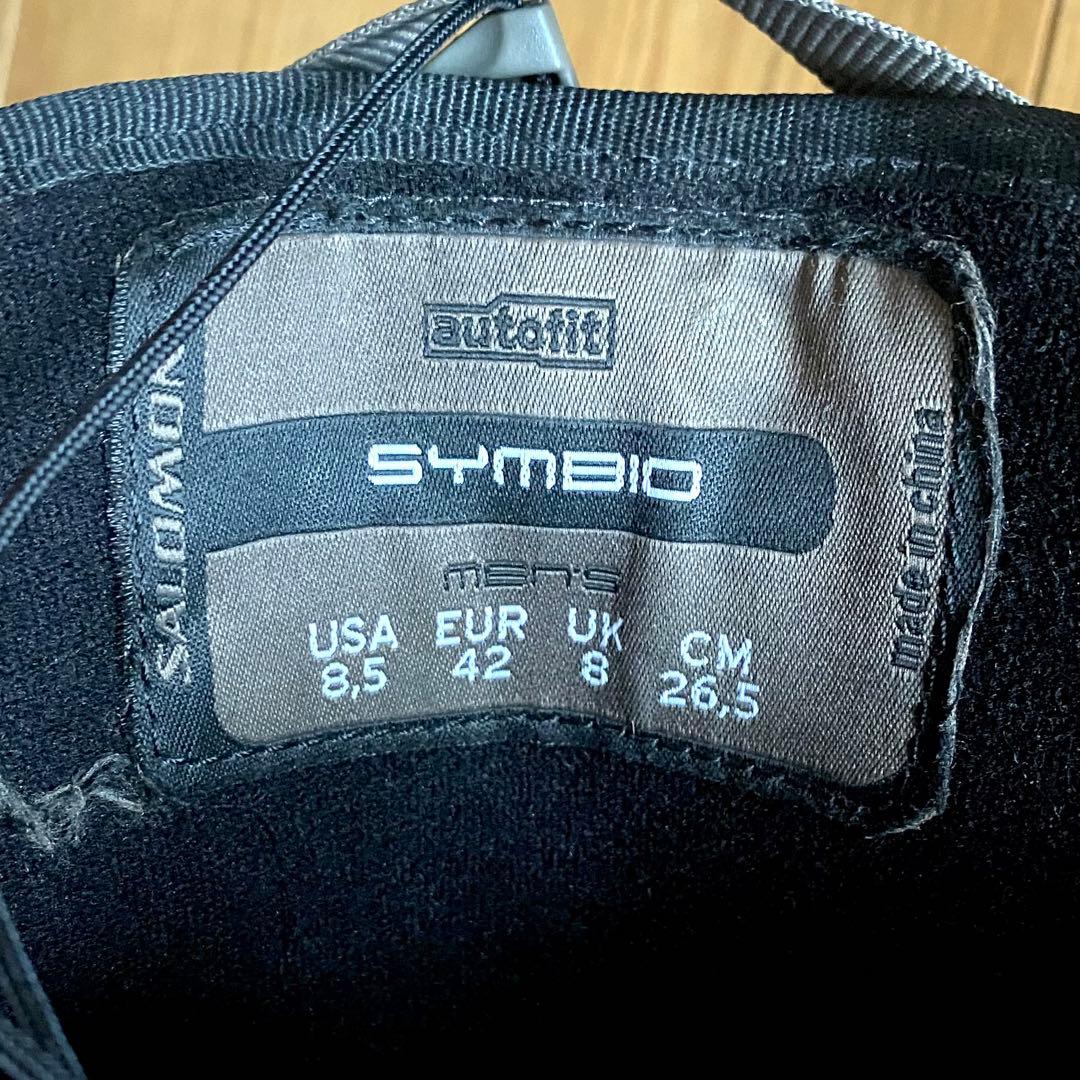 autofit
SALOMON
SYMBIO
men's
USA EUR UK CM
8,5 42 8 26,5
made in china